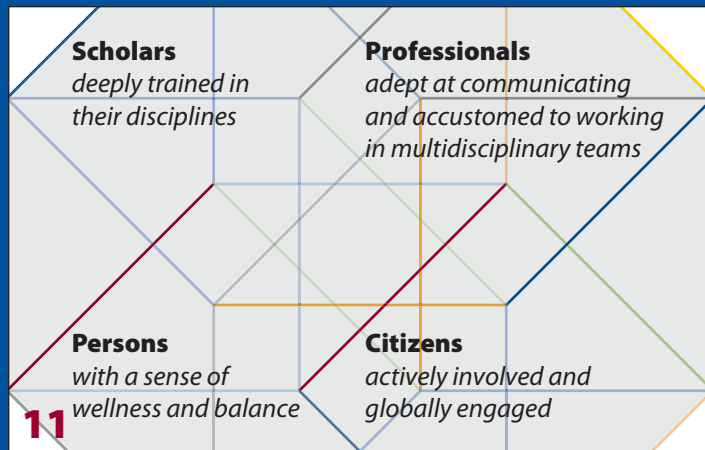 Scholars
deeply trained in
their disciplines
Professionals
adept at communicating
and accustomed to working
in multidisciplinary teams
Persons
with a sense of
wellness and balance
Citizens
actively involved and
globally engaged
11